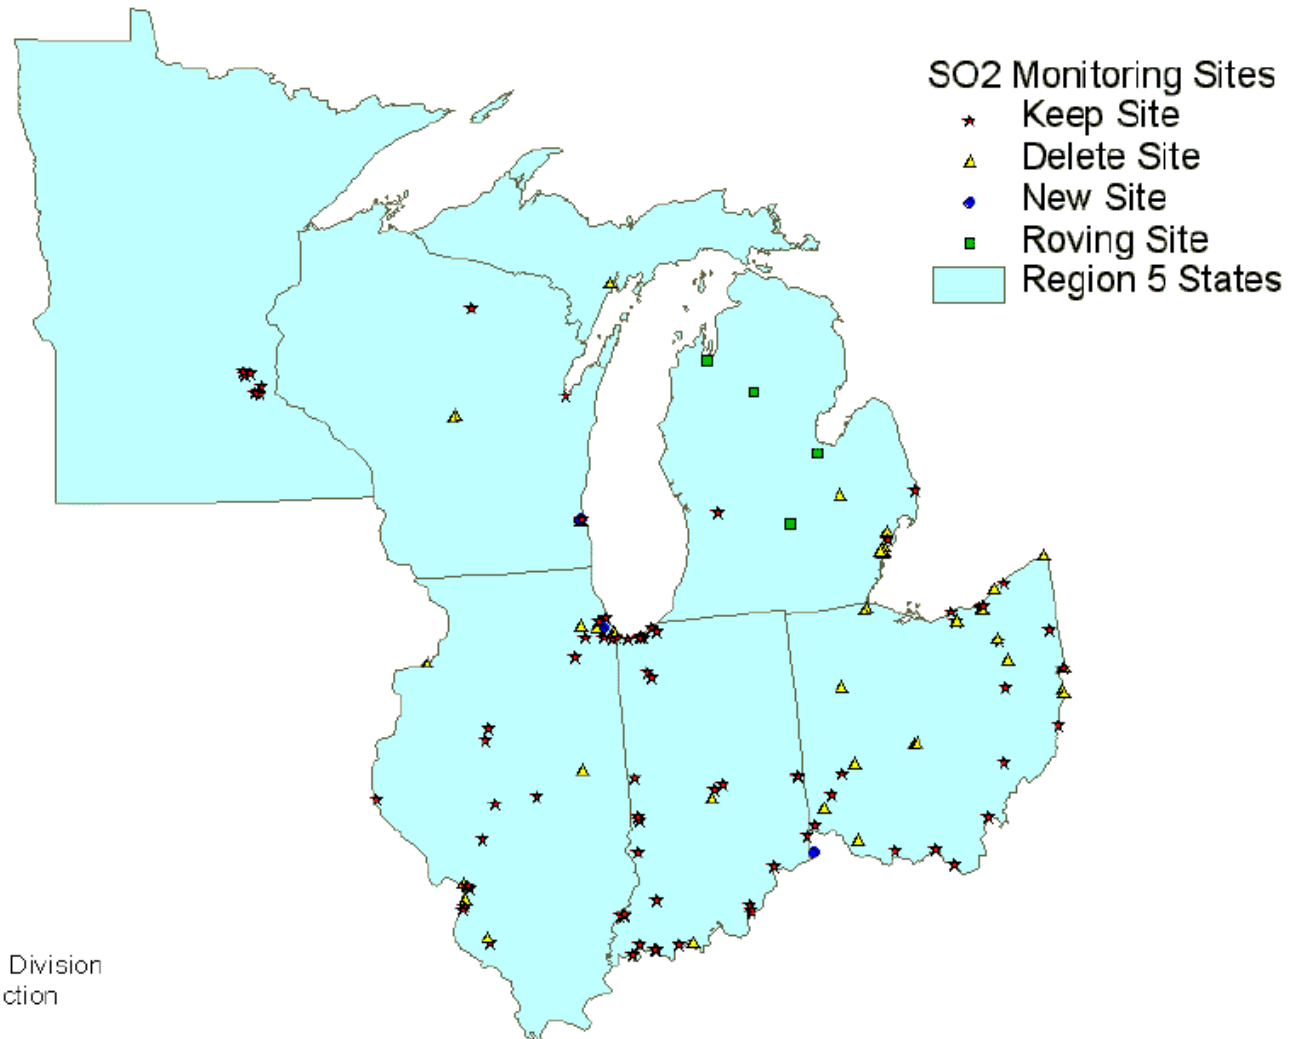 SO2 Monitoring Sites
Keep Site
Delete Site
New Site
Roving Site
Region 5 States
Division
ction